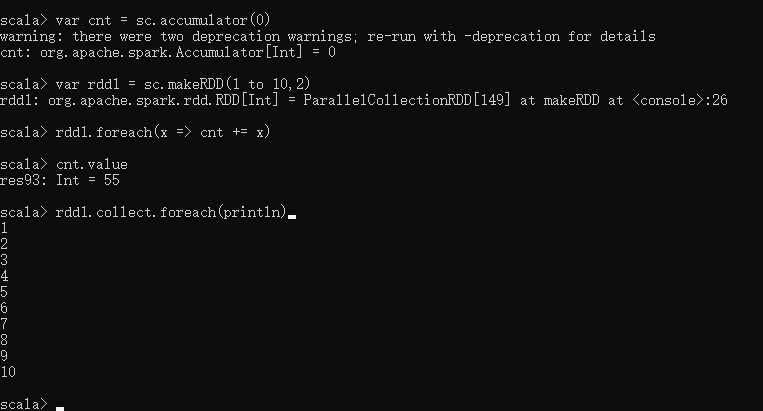 scala> var cnt = sc.accumulator(0)
warning: there were two deprecation warnings; re-run with -deprecation for details
cnt: org.apache.spark.Accumulator[Int] = 0
scala> var rdd1 = sc.makeRDD(1 to 10,2)
rdd1: org.apache.spark.rdd.RDD[Int] = ParallelCollectionRDD[149] at makeRDD at <console>:26
scala> rdd1.foreach(x => cnt += x)
scala> cnt.value
res93: Int = 55
scala> rdd1.collect.foreach(println)
1
2
3
4
5
6
7
8
9
10
scala>